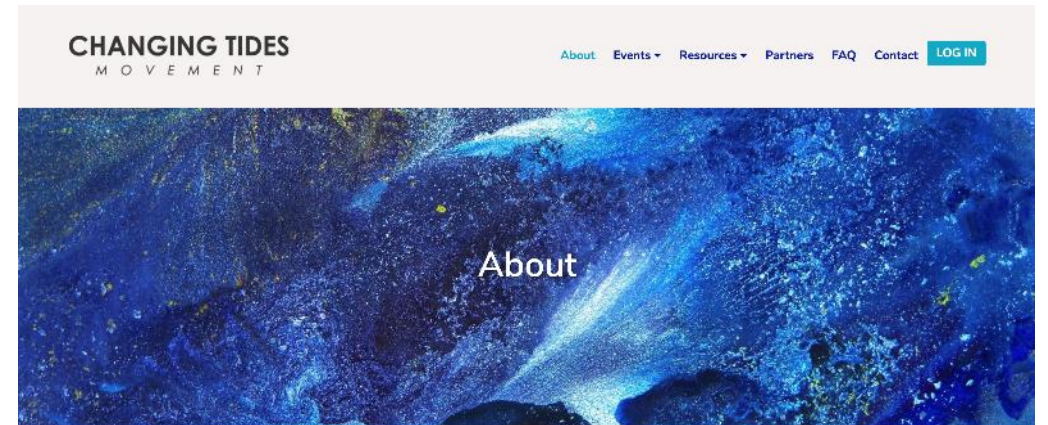 CHANGING TIDES
MOVEMENT
About Events Resources Partners FAQ Contact LOG IN
About